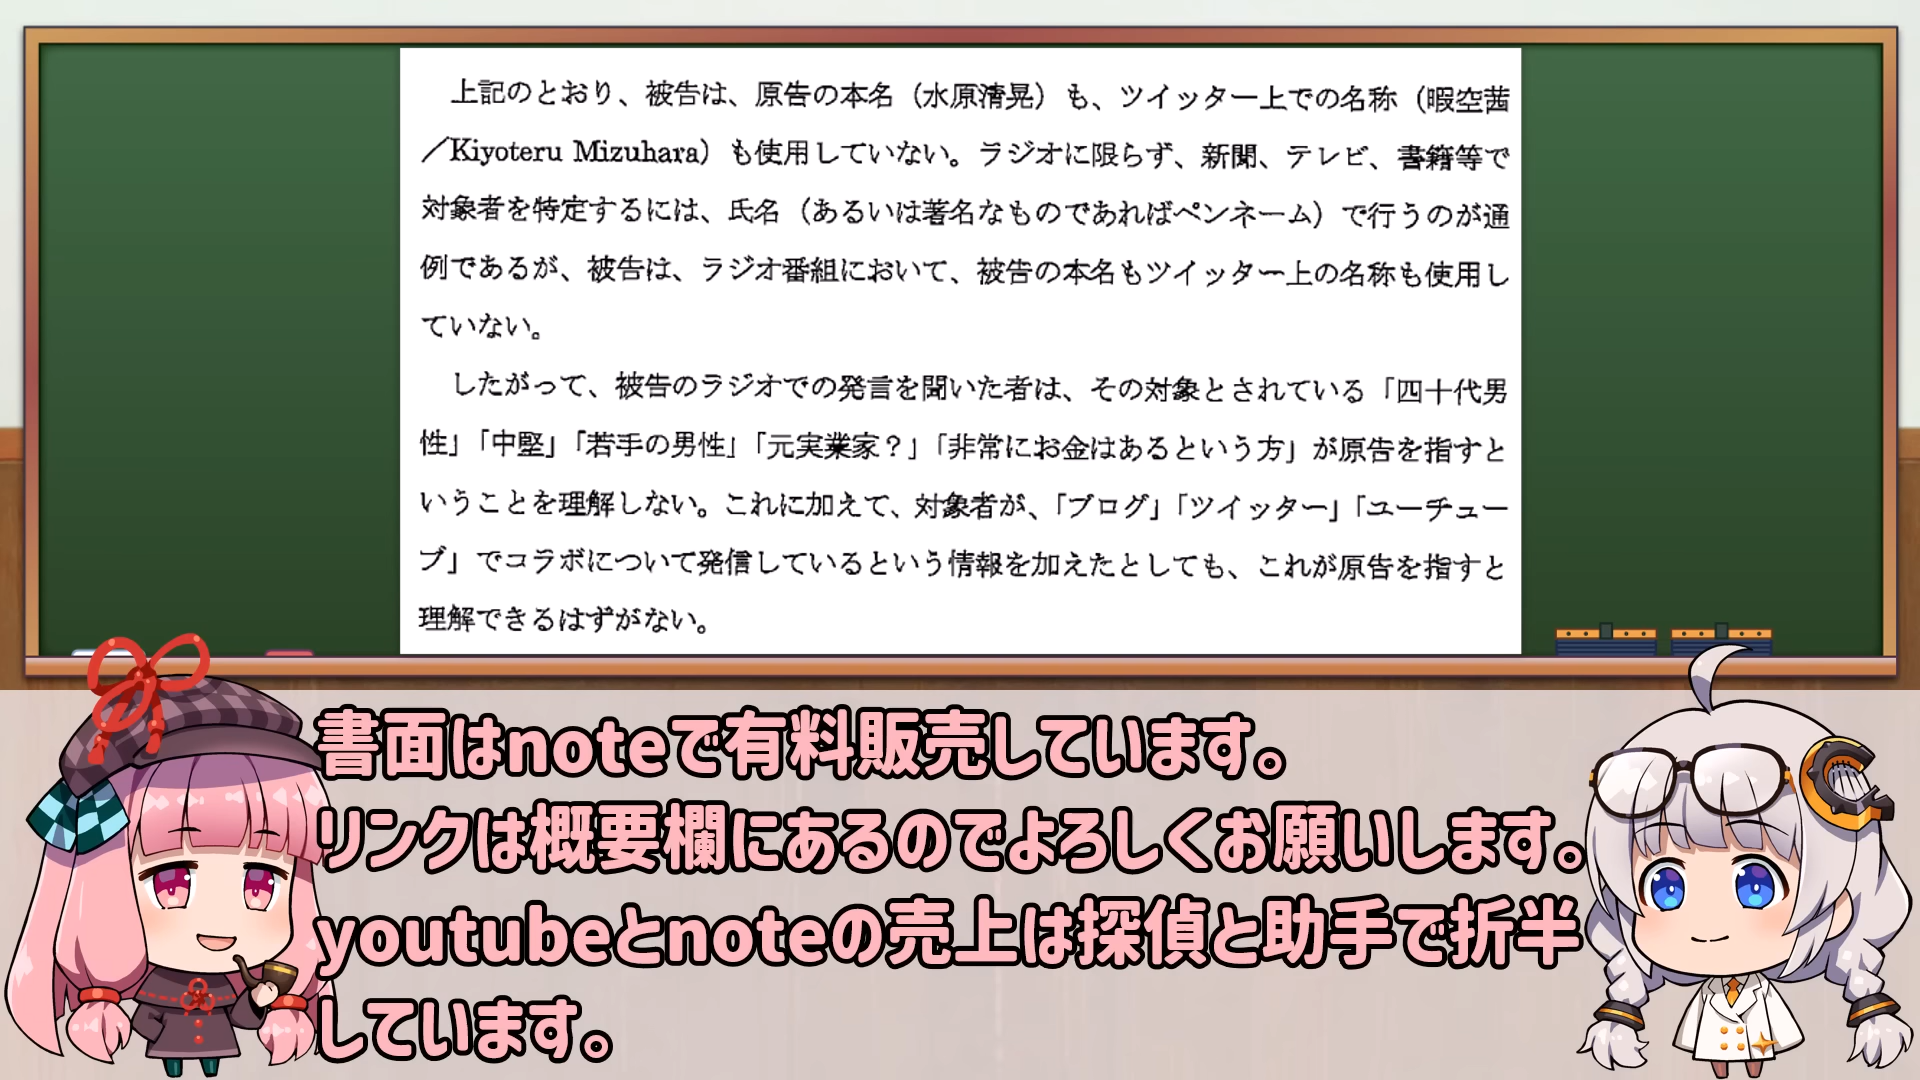 上記のとおり、被告は、原告の本名（水原清晃）も、ツイッター上での名称（暇空茜
／Kiyoteru Mizuhara）も使用していない。ラジオに限らず、新聞、テレビ、書籍等で
対象者を特定するには、氏名（あるいは著名なものであればペンネーム）で行うのが通
例であるが、被告は、ラジオ番組において、被告の本名もツイッター上の名称も使用し
ていない。
したがって、被告のラジオでの発言を聞いた者は、その対象とされている「四十代男
性」「中堅」「若手の男性」「元実業家？」「非常にお金はあるという方」が原告を指すと
いうことを理解しない。これに加えて、対象者が、「ブログ」「ツイッター」「ユーチュー
ブ」でコラボについて発信しているという情報を加えたとしても、これが原告を指すと
理解できるはずがない。
書面はnoteで有料販売しています。
リンクは概要欄にあるのでよろしくお願いします。
youtubeとnoteの売上は探偵と助手で折半
しています。